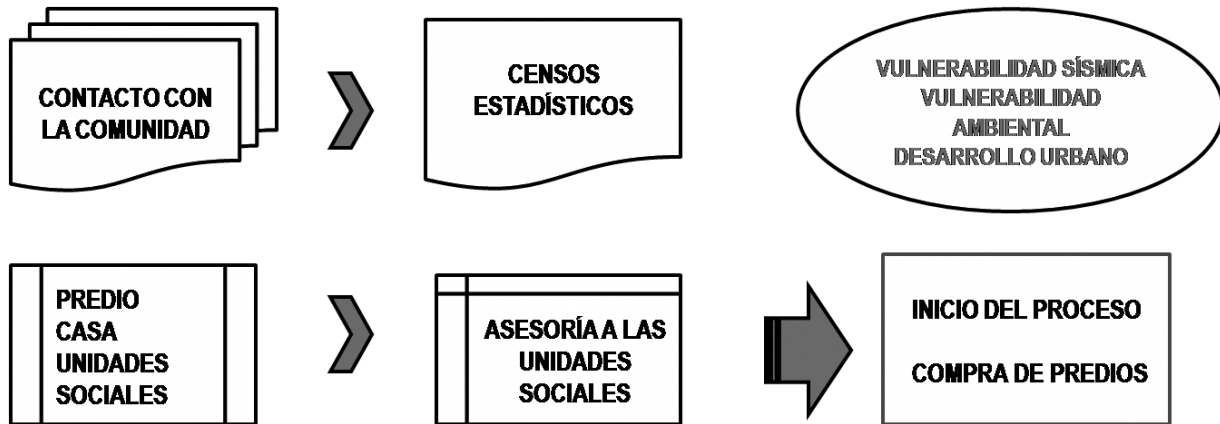 CONTACTO CON
LA COMUNIDAD
CENSOS
ESTADÍSTICOS
VULNERABILIDAD SÍSMICA
VULNERABILIDAD
AMBIENTAL
DESARROLLO URBANO
PREDIO
CASA
UNIDADES
SOCIALES
ASESORÍA A LAS
UNIDADES
SOCIALES
INICIO DEL PROCESO
COMPRA DE PREDIOS